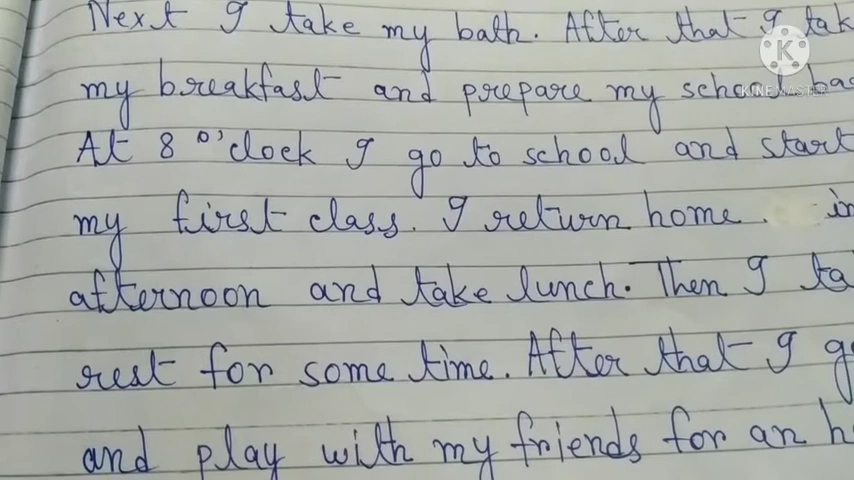 Next I take my bath. After that I tak
my breakfast and prepare my school ba
At 8 o'clock I go to school and start
my first class. I return home. in
afternoon and take lunch. Then I ta
rest for some time. After that I g
and play with my friends for an h
KINEMASTER